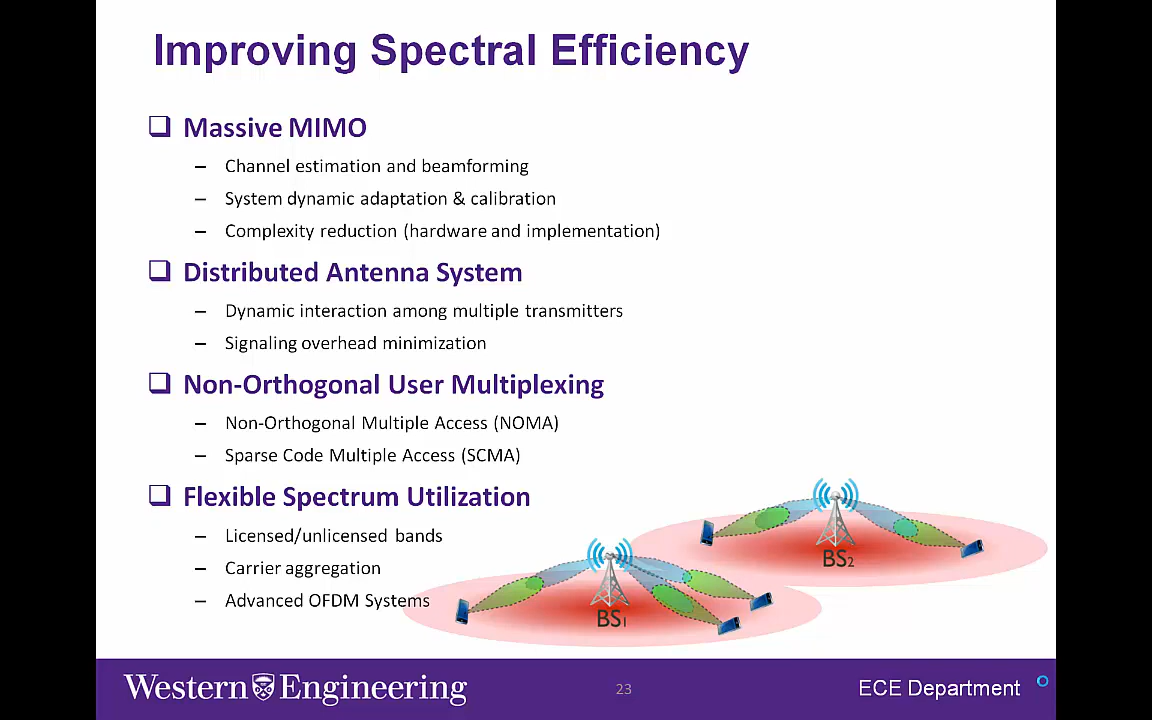 Improving Spectral Efficiency
Massive MIMO
– Channel estimation and beamforming
– System dynamic adaptation & calibration
– Complexity reduction (hardware and implementation)
Distributed Antenna System
– Dynamic interaction among multiple transmitters
– Signaling overhead minimization
Non-Orthogonal User Multiplexing
– Non-Orthogonal Multiple Access (NOMA)
– Sparse Code Multiple Access (SCMA)
Flexible Spectrum Utilization
– Licensed/unlicensed bands
– Carrier aggregation
– Advanced OFDM Systems
BS2
BS1
Western Engineering
23
ECE Department